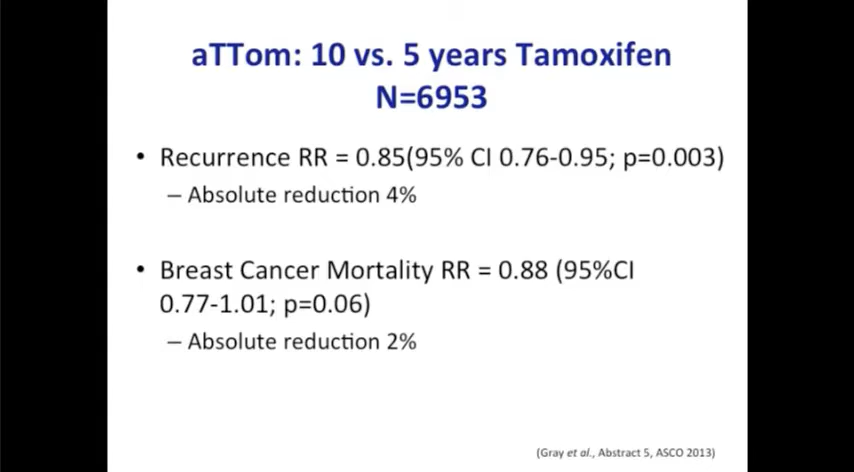 aTTom: 10 vs. 5 years Tamoxifen
N=6953
• Recurrence RR = 0.85(95% CI 0.76-0.95; p=0.003)
– Absolute reduction 4%
• Breast Cancer Mortality RR = 0.88 (95%CI
0.77-1.01; p=0.06)
– Absolute reduction 2%
(Gray et al., Abstract 5, ASCO 2013)